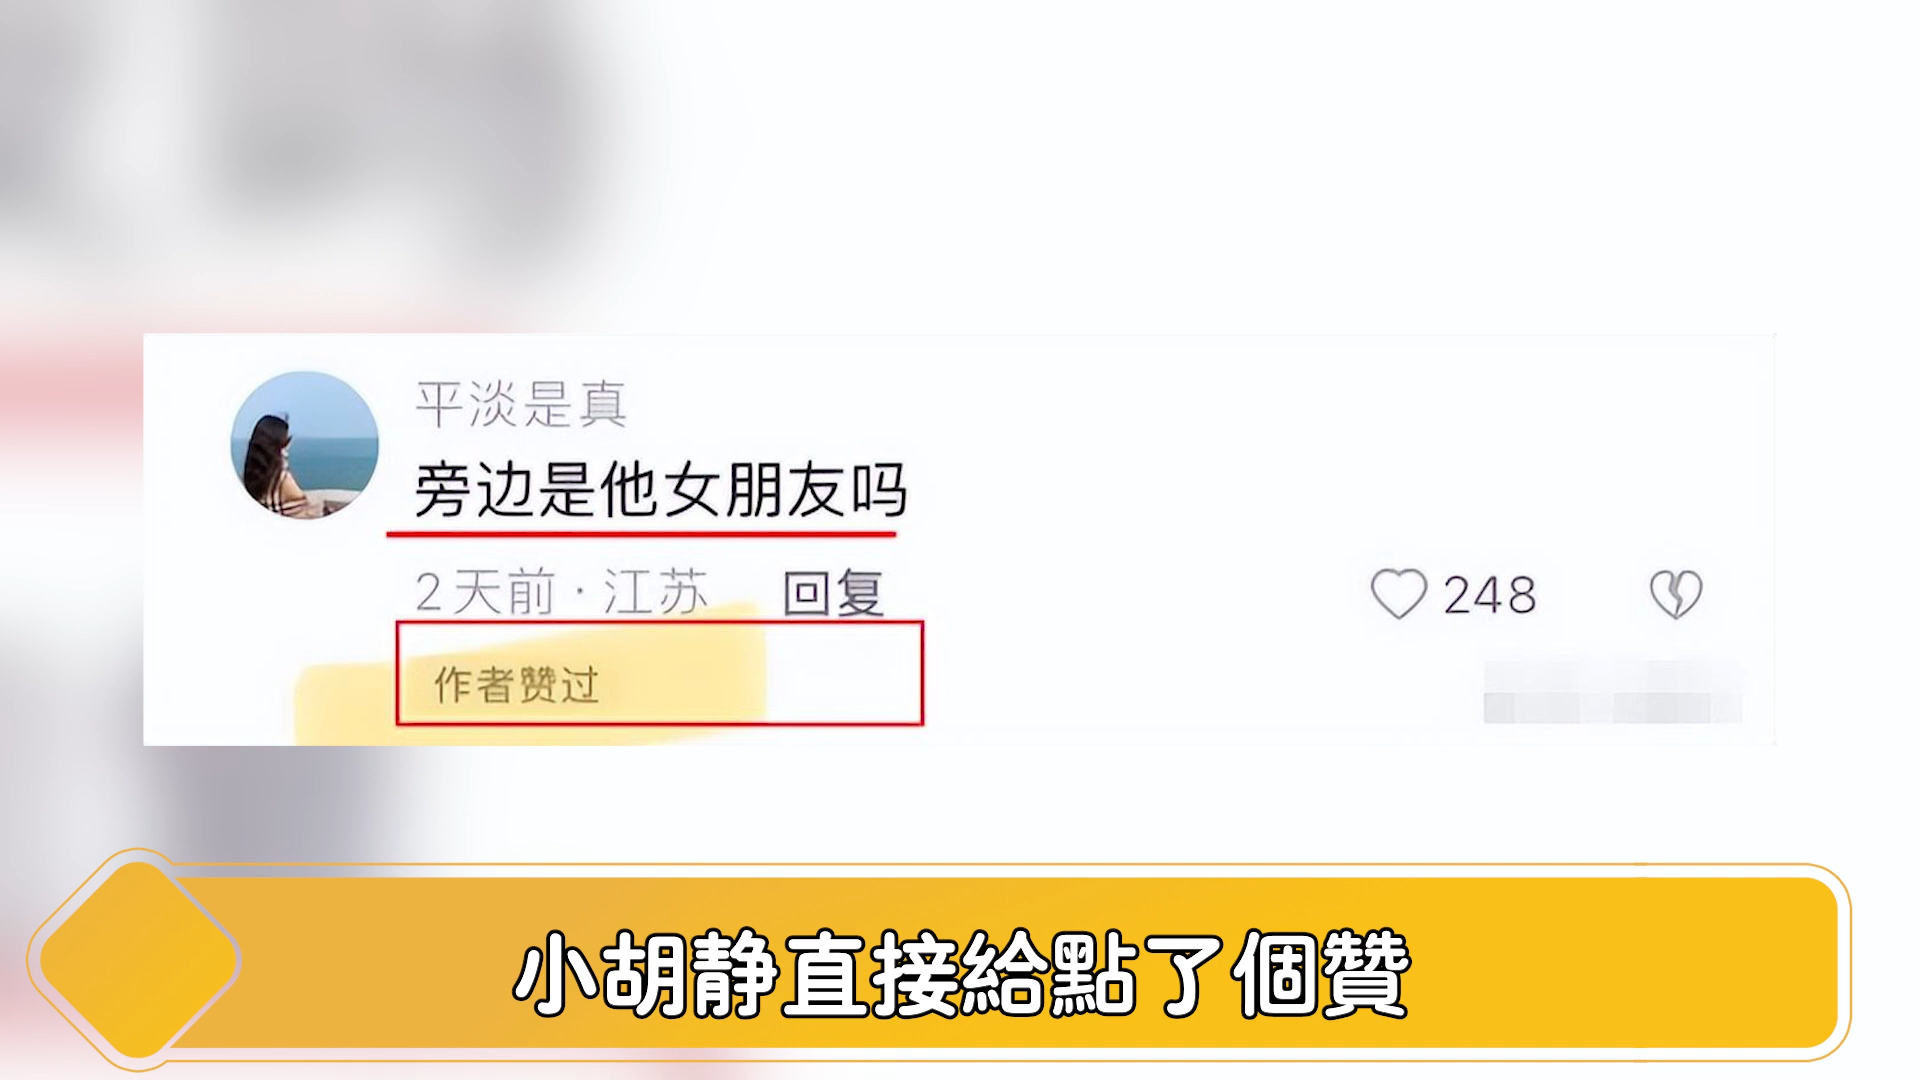 平淡是真
旁边是他女朋友吗
2天前·江苏 回复 248
作者赞过
小胡静直接給點了個贊